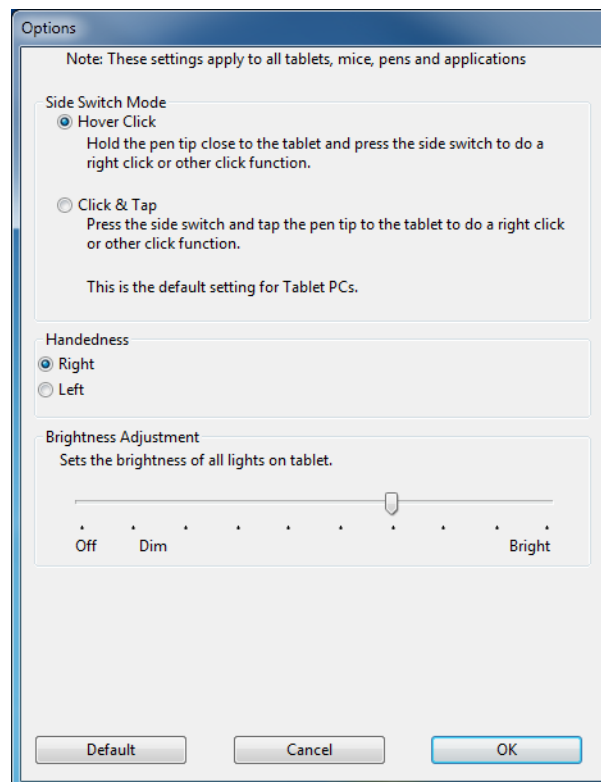 Options
Note: These settings apply to all tablets, mice, pens and applications
Side Switch Mode
Hover Click
Hold the pen tip close to the tablet and press the side switch to do a
right click or other click function.
Click & Tap
Press the side switch and tap the pen tip to the tablet to do a right click
or other click function.
This is the default setting for Tablet PCs.
Handedness
Right
Left
Brightness Adjustment
Sets the brightness of all lights on tablet.
Off Dim Bright
Default Cancel OK